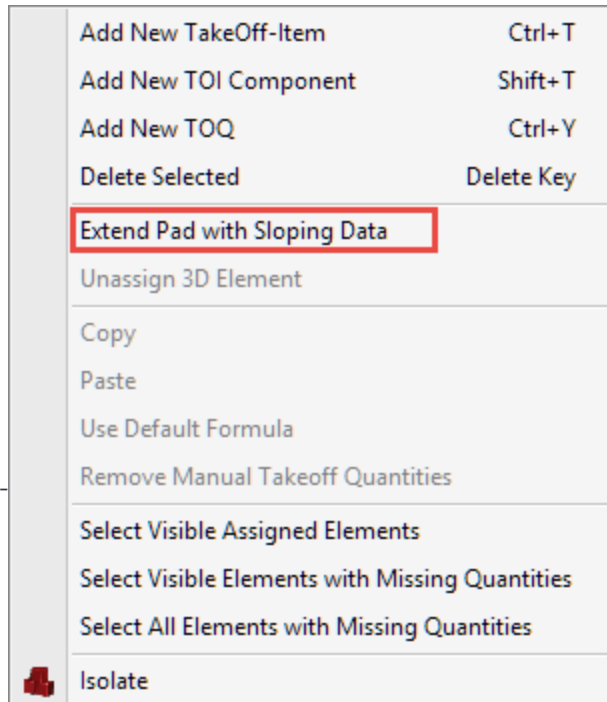 Add New TakeOff-Item Ctrl+T
Add New TOI Component Shift+T
Add New TOQ Ctrl+Y
Delete Selected Delete Key
Extend Pad with Sloping Data
Unassign 3D Element
Copy
Paste
Use Default Formula
Remove Manual Takeoff Quantities
Select Visible Assigned Elements
Select Visible Elements with Missing Quantities
Select All Elements with Missing Quantities
Isolate